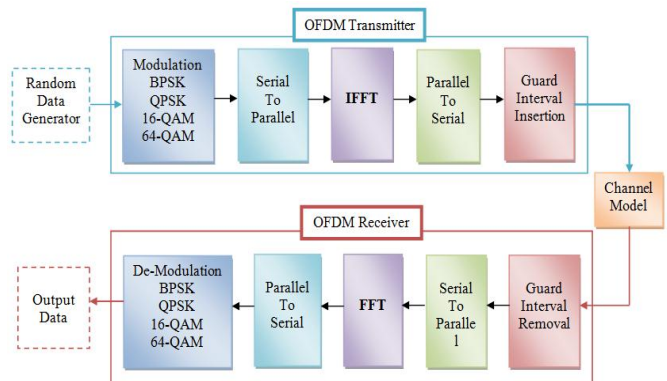 OFDM Transmitter
Random
Data
Generator
Modulation
BPSK
QPSK
16-QAM
64-QAM
Serial
To
Parallel
IFFT
Parallel
To
Serial
Guard
Interval
Insertion
Channel
Model
OFDM Receiver
Output
Data
De-Modulation
BPSK
QPSK
16-QAM
64-QAM
Parallel
To
Serial
FFT
Serial
To
Paralle
l
Guard
Interval
Removal